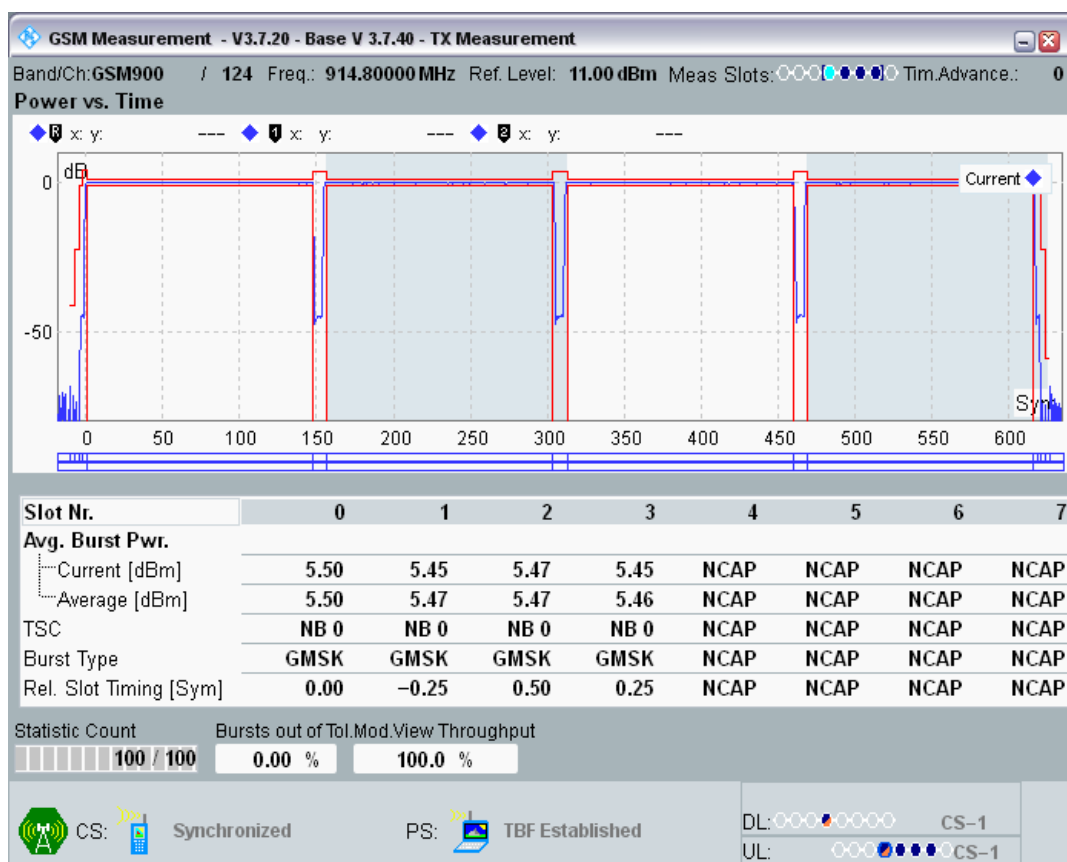 GSM Measurement - V3.7.20 - Base V 3.7.40 - TX Measurement
Band/Ch:GSM900 / 124 Freq.: 914.80000 MHz Ref. Level: 11.00 dBm Meas Slots: Tim.Advance.: 0
Power vs. Time
R x: y: --- 1 x: y: --- 2 x: y: ---
dB
Current
0
-50
Sym
0 50 100 150 200 250 300 350 400 450 500 550 600
Slot Nr. 0 1 2 3 4 5 6 7
Avg. Burst Pwr.
Current [dBm] 5.50 5.45 5.47 5.45 NCAP NCAP NCAP NCAP
Average [dBm] 5.50 5.47 5.47 5.46 NCAP NCAP NCAP NCAP
TSC NB 0 NB 0 NB 0 NB 0 NCAP NCAP NCAP NCAP
Burst Type GMSK GMSK GMSK GMSK NCAP NCAP NCAP NCAP
Rel. Slot Timing [Sym] 0.00 −0.25 0.50 0.25 NCAP NCAP NCAP NCAP
Statistic Count Bursts out of Tol.Mod.View Throughput
100 / 100 0.00 % 100.0 %
CS: Synchronized PS: TBF Established
DL: CS−1
UL: CS−1